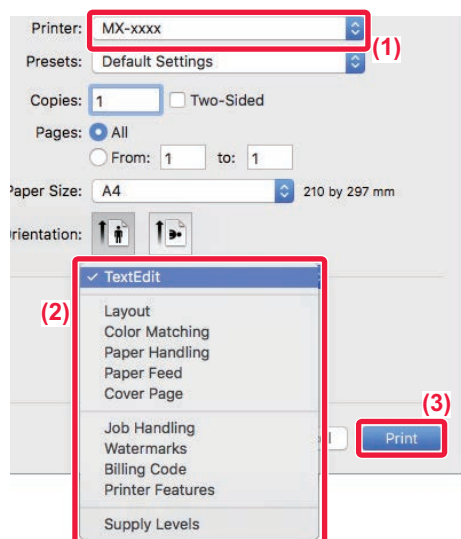 Printer: MX-xxxx
(1)
Presets: Default Settings
Copies: 1 Two-Sided
Pages: All
From: 1 to: 1
Paper Size: A4 210 by 297 mm
Orientation:
TextEdit
(2)
Layout
Color Matching
Paper Handling
Paper Feed
Cover Page
(3)
Job Handling
Watermarks
Billing Code
Printer Features
Print
Supply Levels